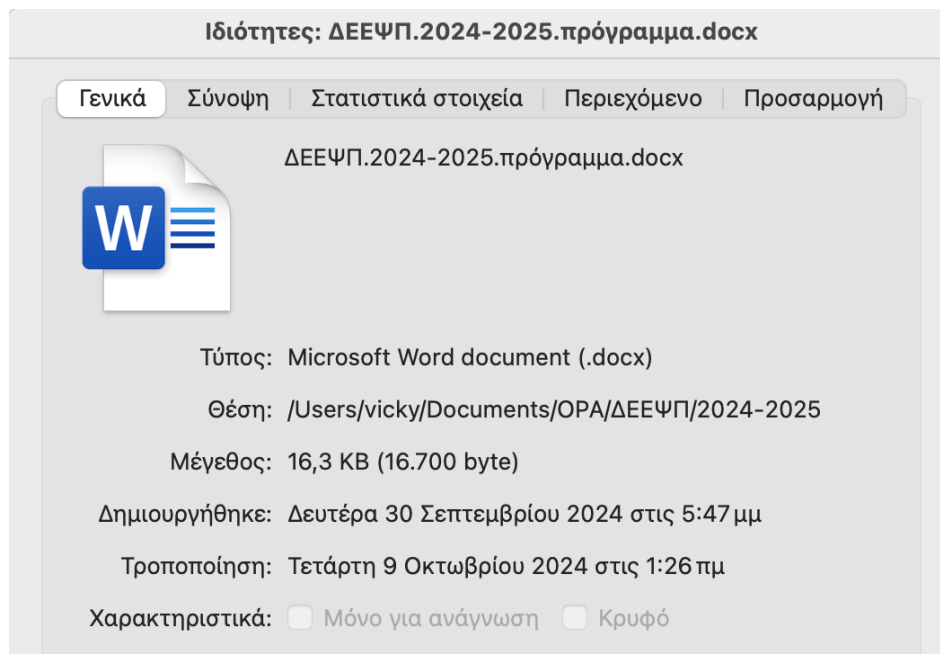 Ιδιότητες: ΔΕΕΨΠ.2024-2025.πρόγραμμα.docx
Γενικά Σύνοψη Στατιστικά στοιχεία Περιεχόμενο Προσαρμογή
ΔΕΕΨΠ.2024-2025.πρόγραμμα.docx
W
Τύπος: Microsoft Word document (.docx)
Θέση: /Users/vicky/Documents/OPA/ΔΕΕΨΠ/2024-2025
Μέγεθος: 16,3 KB (16.700 byte)
Δημιουργήθηκε: Δευτέρα 30 Σεπτεμβρίου 2024 στις 5:47 μμ
Τροποποίηση: Τετάρτη 9 Οκτωβρίου 2024 στις 1:26 πμ
Χαρακτηριστικά: Μόνο για ανάγνωση Κρυφό